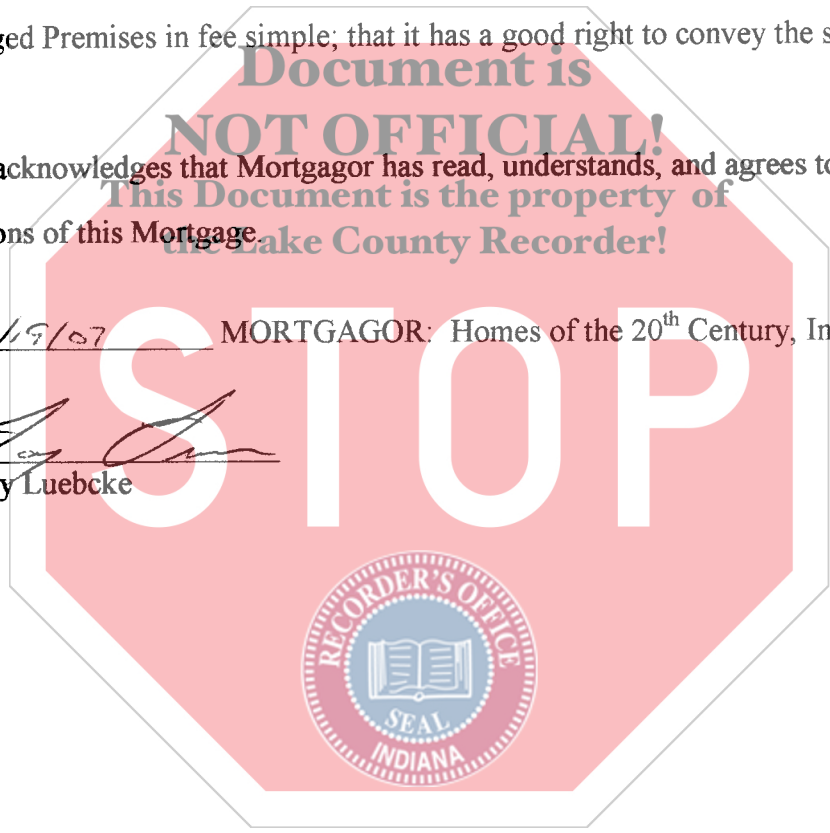 ged Premises in fee simple; that it has a good right to convey the s
Document is
NOT OFFICIAL!
acknowledges that Mortgagor has read, understands, and agrees to
This Document is the property of
ons of this Mortgage.
the Lake County Recorder!
/19/07 MORTGAGOR: Homes of the 20th Century, In
STOP
y Luebcke
RECORDER'S OFFICE
SEAL
INDIANA